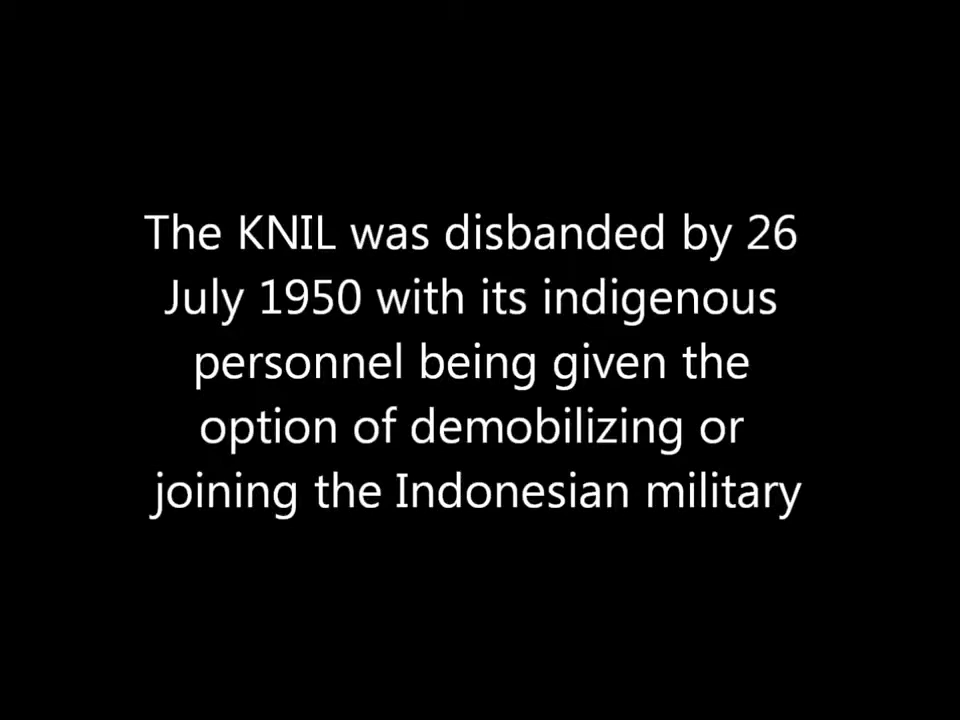 The KNIL was disbanded by 26
July 1950 with its indigenous
personnel being given the
option of demobilizing or
joining the Indonesian military